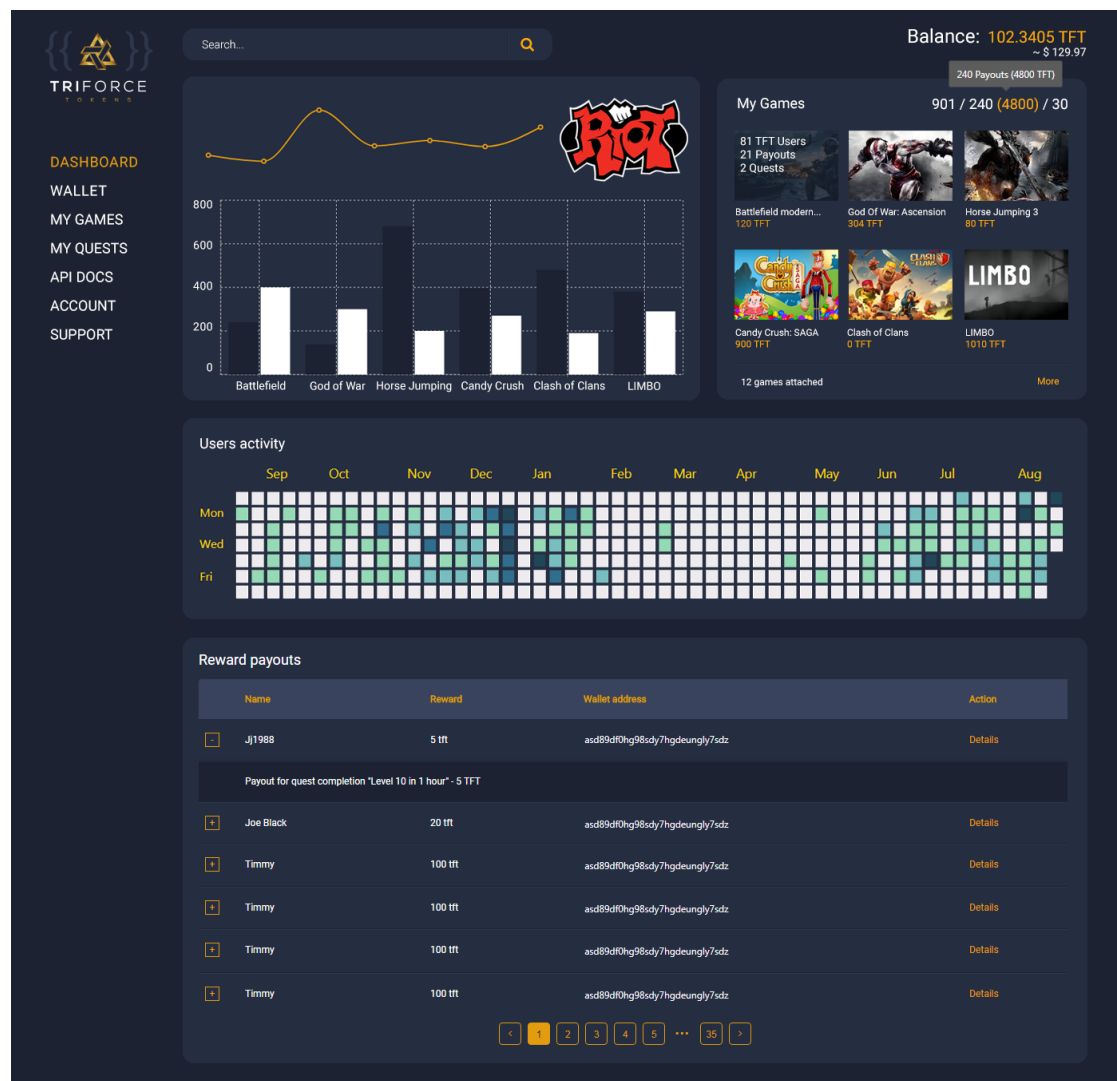 TRIFORCE
TOKENS
Search...
Balance: 102.3405 TFT
~ $ 129.97
240 Payouts (4800 TFT)
DASHBOARD
WALLET
MY GAMES
MY QUESTS
API DOCS
ACCOUNT
SUPPORT
RIOT
800
600
400
200
0
Battlefield God of War Horse Jumping Candy Crush Clash of Clans LIMBO
My Games 901 / 240 (4800) / 30
81 TFT Users
21 Payouts
2 Quests
Battlefield modern... God Of War: Ascension Horse Jumping 3
120 TFT 304 TFT 80 TFT
Candy Crush SAGA
CLASH OF CLANS
LIMBO
Candy Crush: SAGA Clash of Clans LIMBO
900 TFT 0 TFT 1010 TFT
12 games attached More
Users activity
Sep Oct Nov Dec Jan Feb Mar Apr May Jun Jul Aug
Mon
Wed
Fri
Reward payouts
Name Reward Wallet address Action
- Jj1988 5 tft asd89df0hg98sdy7hgdeungly7sdz Details
Payout for quest completion "Level 10 in 1 hour" - 5 TFT
+ Joe Black 20 tft asd89df0hg98sdy7hgdeungly7sdz Details
+ Timmy 100 tft asd89df0hg98sdy7hgdeungly7sdz Details
+ Timmy 100 tft asd89df0hg98sdy7hgdeungly7sdz Details
+ Timmy 100 tft asd89df0hg98sdy7hgdeungly7sdz Details
+ Timmy 100 tft asd89df0hg98sdy7hgdeungly7sdz Details
< 1 2 3 4 5 ••• 35 >